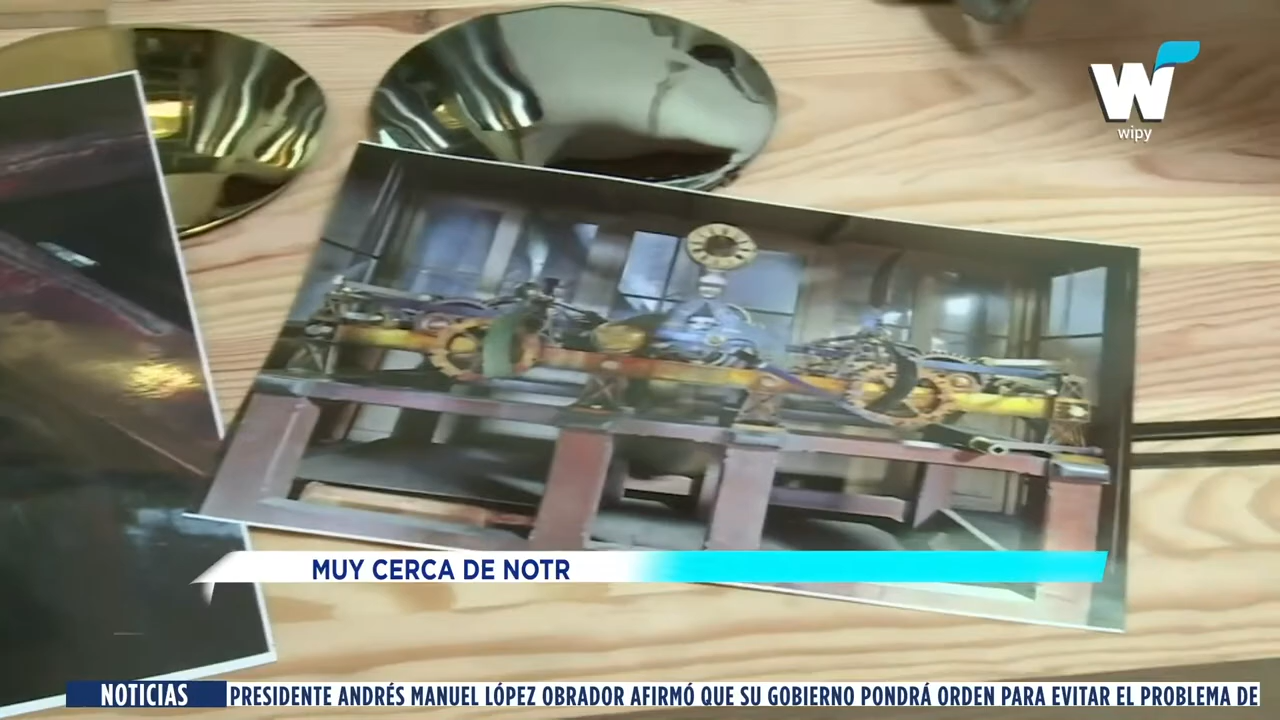 W
wipy
MUY CERCA DE NOTR
NOTICIAS PRESIDENTE ANDRÉS MANUEL LÓPEZ OBRADOR AFIRMÓ QUE SU GOBIERNO PONDRÁ ORDEN PARA EVITAR EL PROBLEMA DE